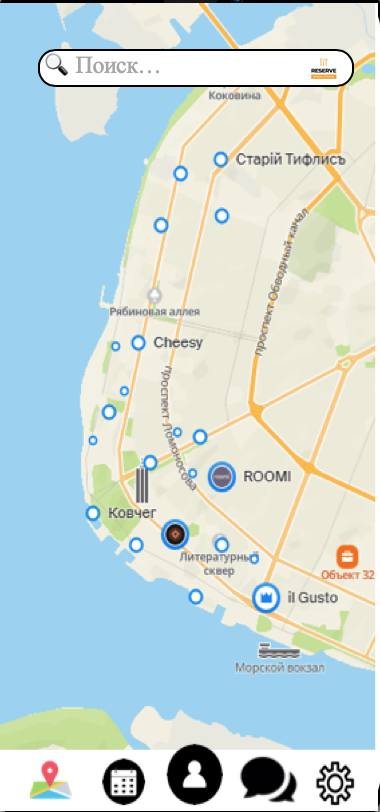 Поиск...
RESERVE
Коковина
Старій Тифлисъ
проспект Обводный канал
Рябиновая аллея
Cheesy
проспект Ломоносова
ROOMI
Ковчег
Литературный
сквер
Объект 32
il Gusto
Морской вокзал